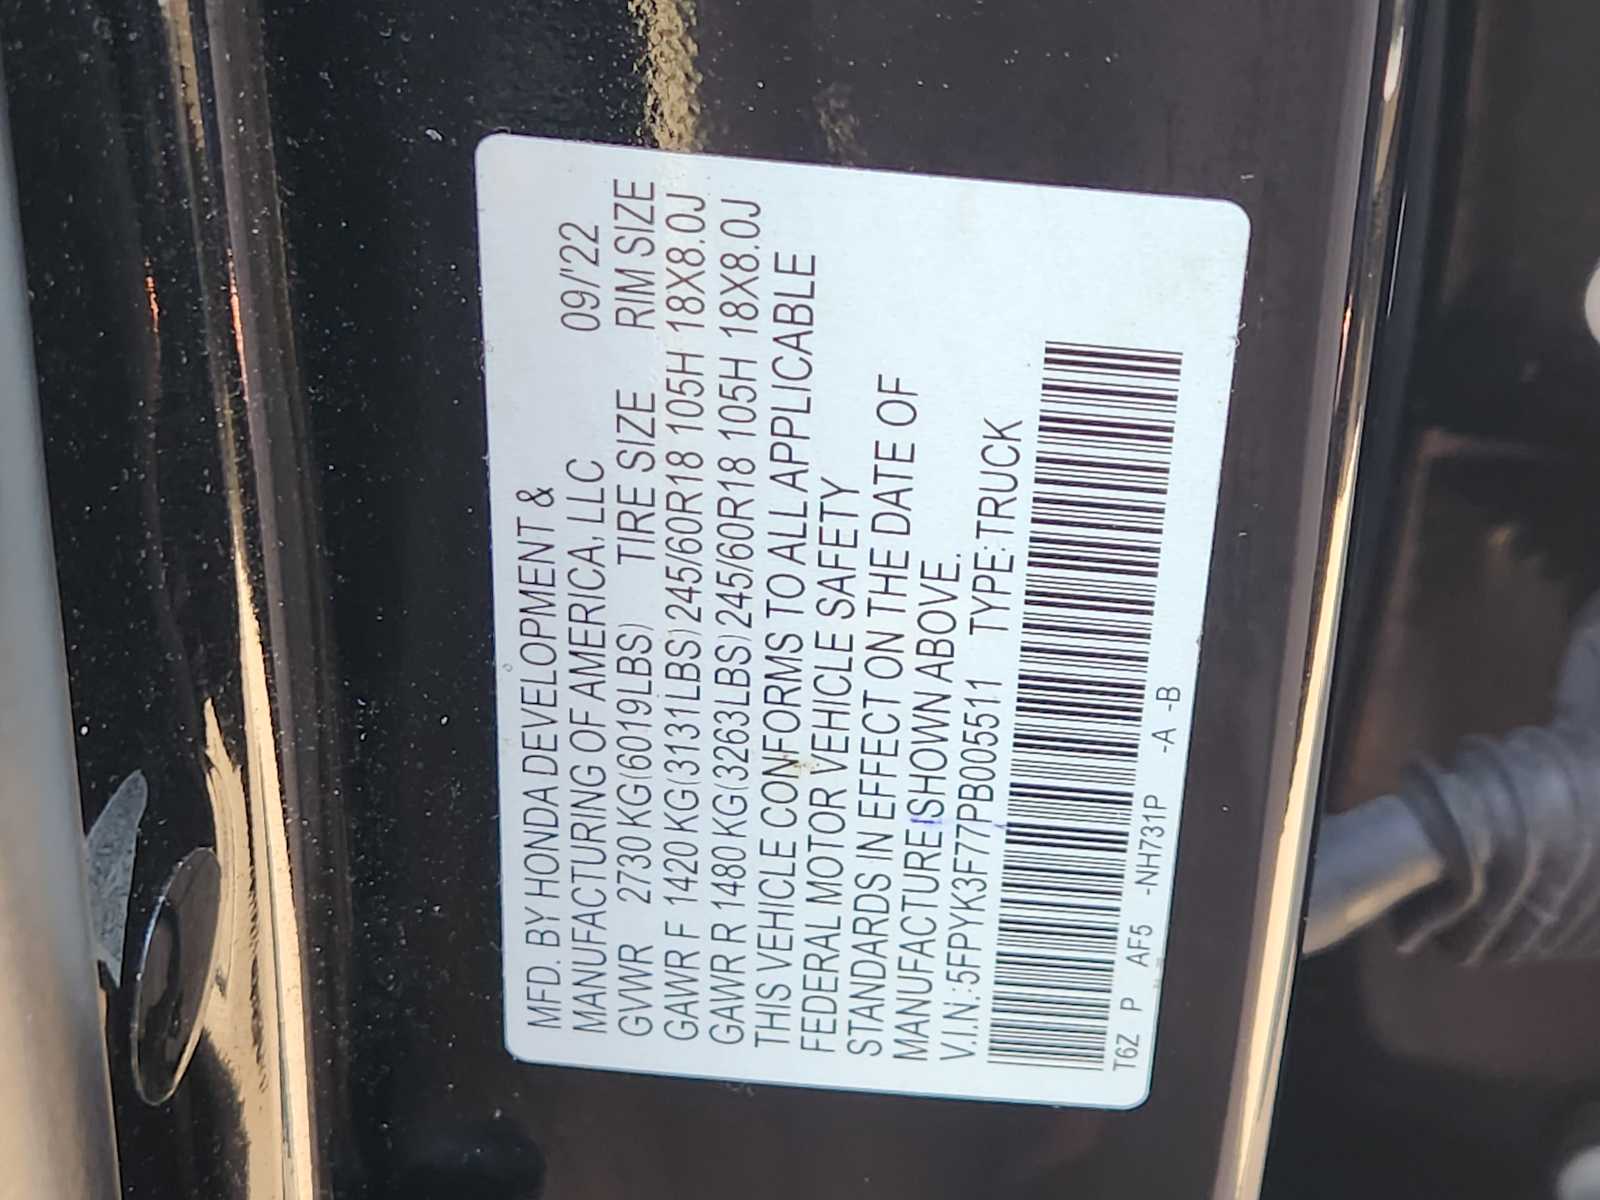 MFD. BY HONDA DEVELOPMENT &
MANUFACTURING OF AMERICA, LLC 09/'22
GVWR 2730 KG(6019LBS) TIRE SIZE RIM SIZE
GAWR F 1420 KG(3131LBS) 245/60R18 105H 18X8.0J
GAWR R 1480 KG(3263LBS) 245/60R18 105H 18X8.0J
THIS VEHICLE CONFORMS TO ALL APPLICABLE
FEDERAL MOTOR VEHICLE SAFETY
STANDARDS IN EFFECT ON THE DATE OF
MANUFACTURE SHOWN ABOVE.
V.I.N.:5FPYK3F77PB005511 TYPE:TRUCK
T6Z P AF5 -NH731P -A -B